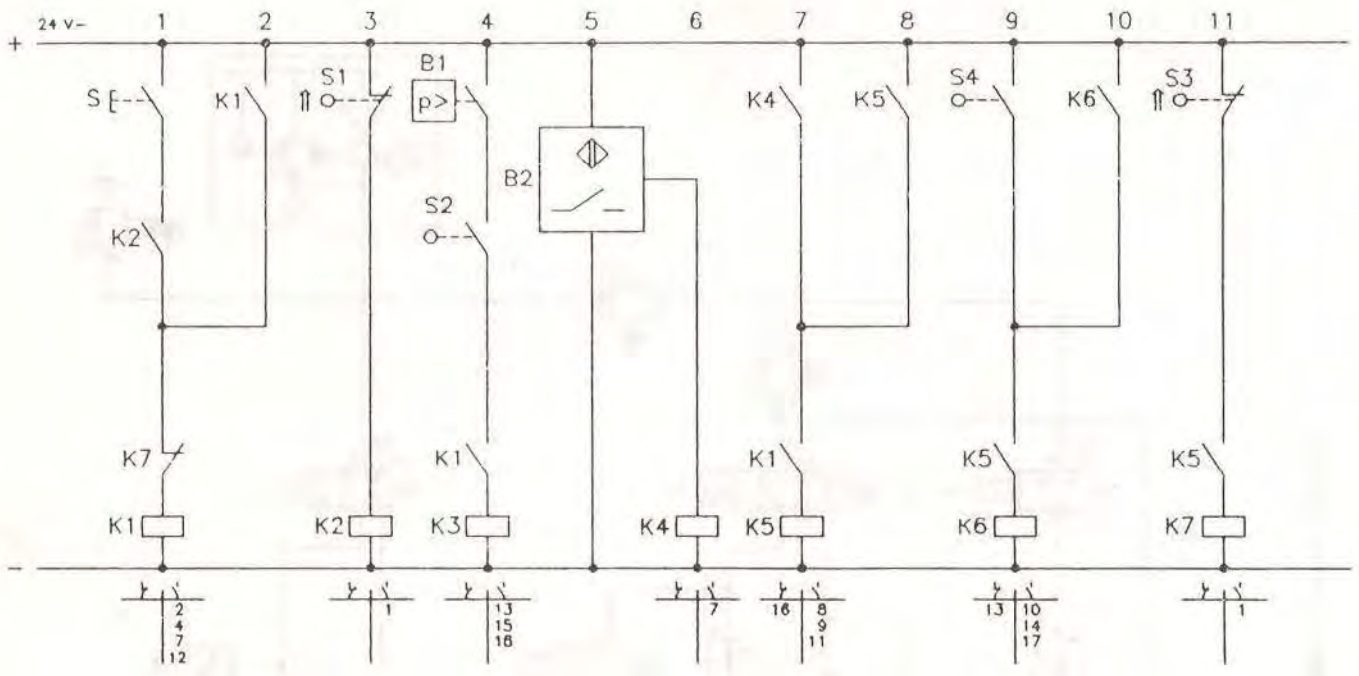 24 V- 1 2 3 4 5 6 7 8 9 10 11
+
S K1 S1 B1 p> K4 K5 S4 K6 S3
B2
K2 S2
K7 K1 K1 K5 K5
K1 K2 K3 K4 K5 K6 K7
-
2 1 13 7 16 8 13 10 1
4 15 9 14
7 16 11 17
12